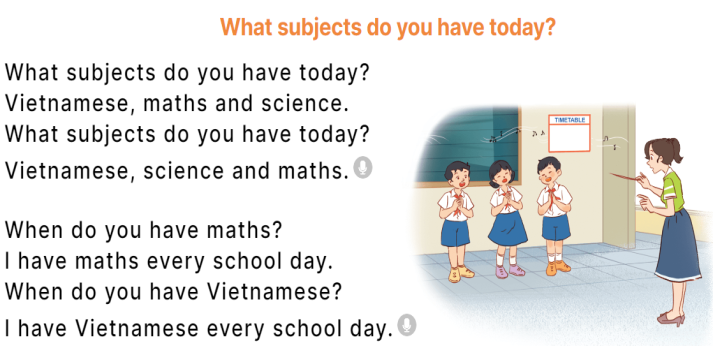 What subjects do you have today?
What subjects do you have today?
Vietnamese, maths and science.
What subjects do you have today?
Vietnamese, science and maths.
When do you have maths?
I have maths every school day.
When do you have Vietnamese?
I have Vietnamese every school day.
TIMETABLE